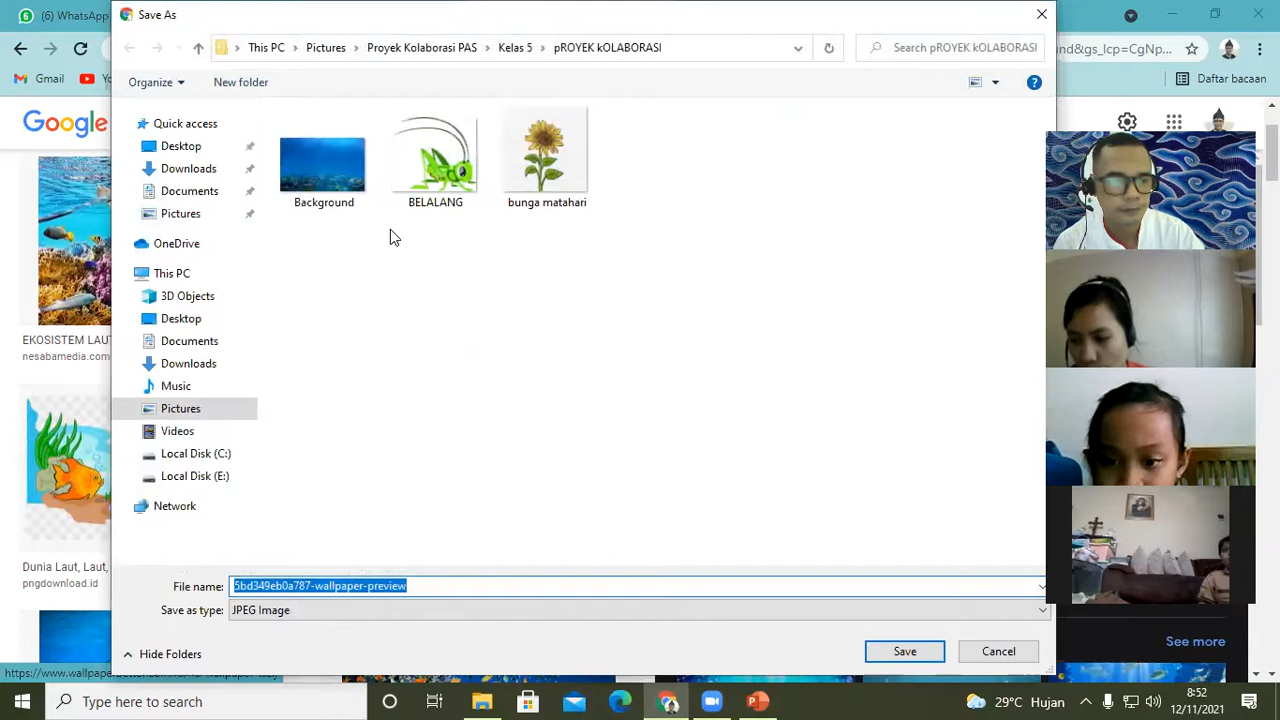 (6) WhatsApp
Save As
This PC > Pictures > Proyek Kolaborasi PAS > Kelas 5 > pROYEK kOLABORASI
Search pROYEK kOLABORASI
und&gs_lcp=CgNp...
Gmail
Yo
Organize
New folder
Daftar bacaan
Google
Quick access
Desktop
Downloads
Documents
Pictures
OneDrive
This PC
3D Objects
Desktop
Documents
Downloads
Music
Pictures
Videos
Local Disk (C:)
Local Disk (E:)
Network
Background
BELALANG
bunga matahari
EKOSISTEM LAUT
nesabamedia.com
Dunia Laut, Laut,
pngdownload.id
File name: 5bd349eb0a787-wallpaper-preview
Save as type: JPEG Image
Hide Folders
Save
Cancel
See more
Type here to search
29°C Hujan
8:52
12/11/2021